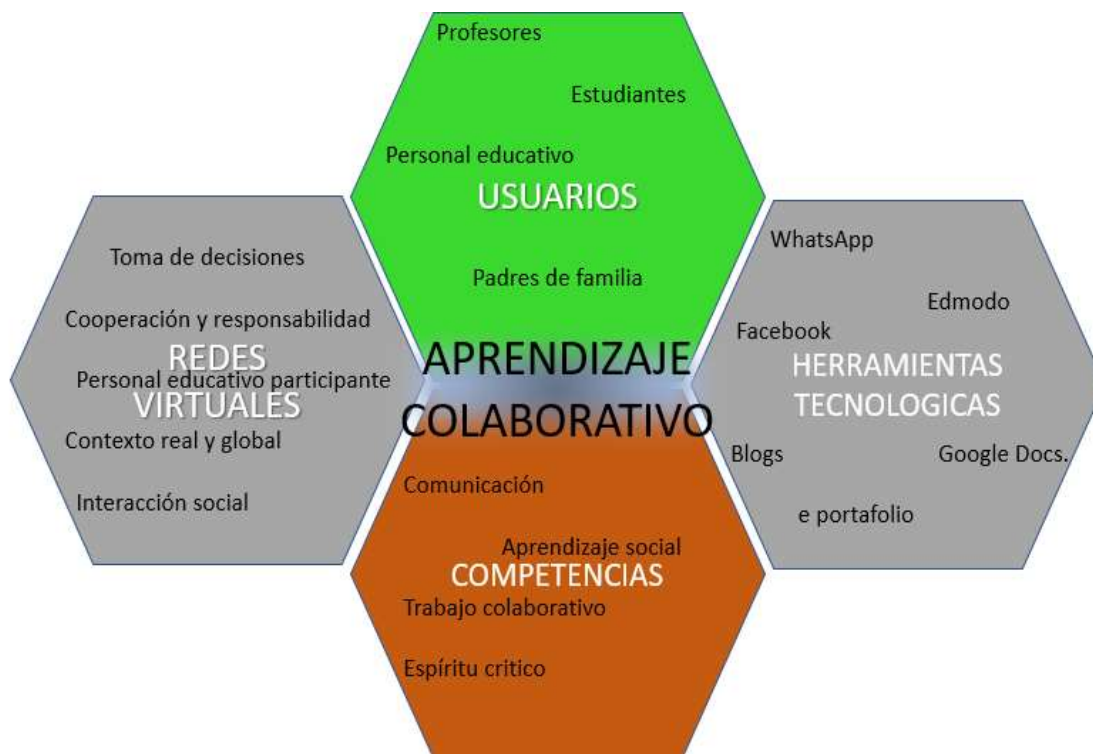 Profesores
Estudiantes
Personal educativo
USUARIOS
Padres de familia
Toma de decisiones
Cooperación y responsabilidad
REDES
Personal educativo participante
VIRTUALES
Contexto real y global
Interacción social
APRENDIZAJE
COLABORATIVO
WhatsApp
Edmodo
Facebook
HERRAMIENTAS
TECNOLOGICAS
Blogs
Google Docs.
e portafolio
Comunicación
Aprendizaje social
COMPETENCIAS
Trabajo colaborativo
Espíritu critico